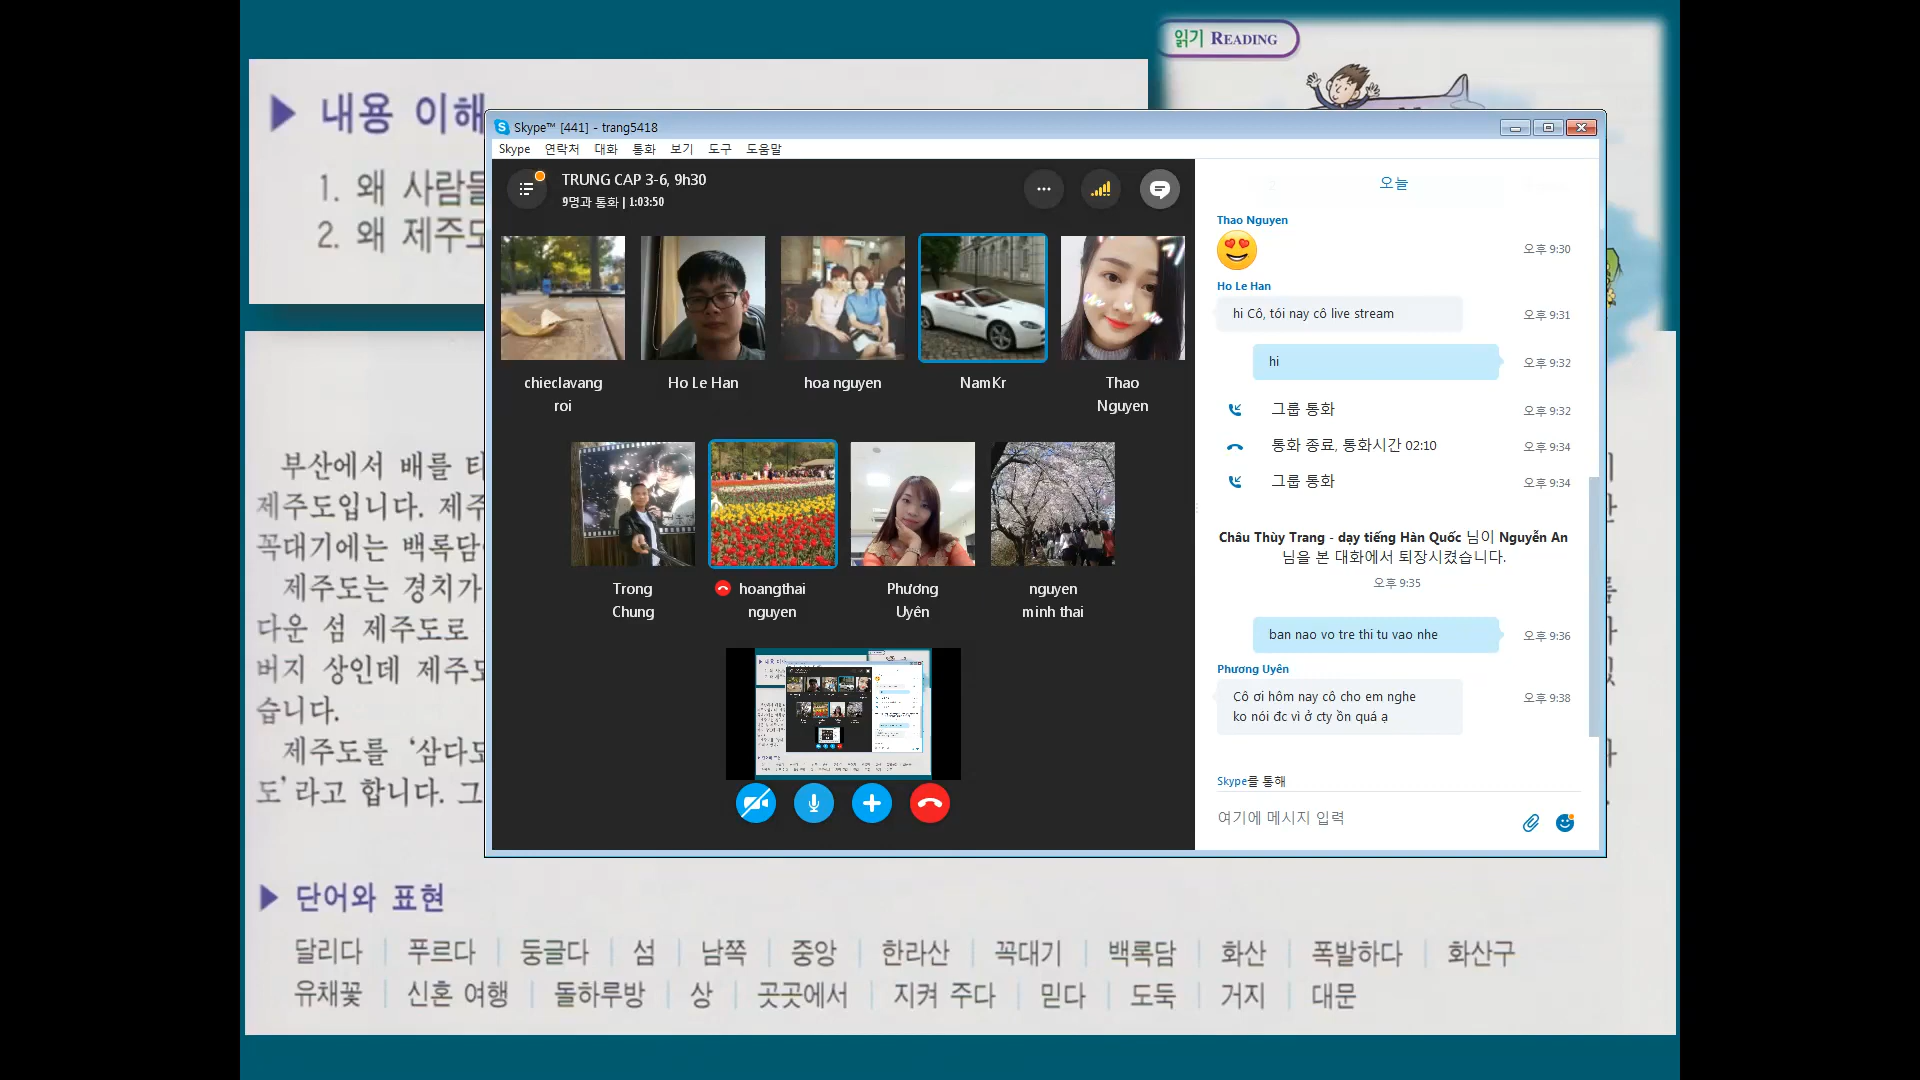 읽기 READING
▶ 내용 이해
1. 왜 사람들
2. 왜 제주도
Skype™ [441] - trang5418
Skype 연락처 대화 통화 보기 도구 도움말
TRUNG CAP 3-6, 9h30
9명과 통화 | 1:03:50
chieclavang
roi
Ho Le Han
hoa nguyen
NamKr
Thao
Nguyen
Trong
Chung
hoangthai
nguyen
Phương
Uyên
nguyen
minh thai
오늘
Thao Nguyen
오후 9:30
Ho Le Han
hi Cô, tói nay cô live stream
오후 9:31
hi
오후 9:32
그룹 통화
오후 9:32
통화 종료, 통화시간 02:10
오후 9:34
그룹 통화
오후 9:34
Châu Thùy Trang - dạy tiếng Hàn Quốc 님이 Nguyễn An
님을 본 대화에서 퇴장시켰습니다.
오후 9:35
ban nao vo tre thi tu vao nhe
오후 9:36
Phương Uyên
Cô ơi hôm nay cô cho em nghe
ko nói đc vì ở cty ồn quá ạ
오후 9:38
Skype를 통해
여기에 메시지 입력
부산에서 배를 타
제주도입니다. 제주
꼭대기에는 백록담
제주도는 경치가
다운 섬 제주도로
버지 상인데 제주도
습니다.
제주도를 ‘삼다도
도’라고 합니다. 그
▶ 단어와 표현
달리다 | 푸르다 | 둥글다 | 섬 | 남쪽 | 중앙 | 한라산 | 꼭대기 | 백록담 | 화산 | 폭발하다 | 화산구
유채꽃 | 신혼 여행 | 돌하루방 | 상 | 곳곳에서 | 지켜 주다 | 믿다 | 도둑 | 거지 | 대문